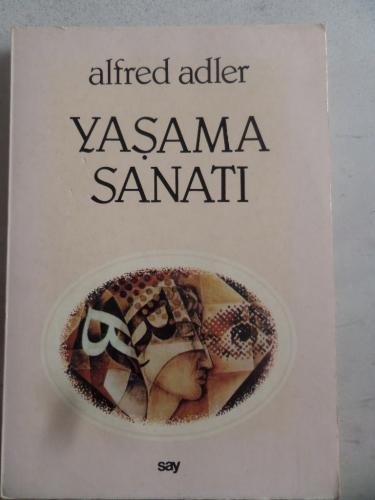 alfred adler
YAŞAMA
SANATI
B
say